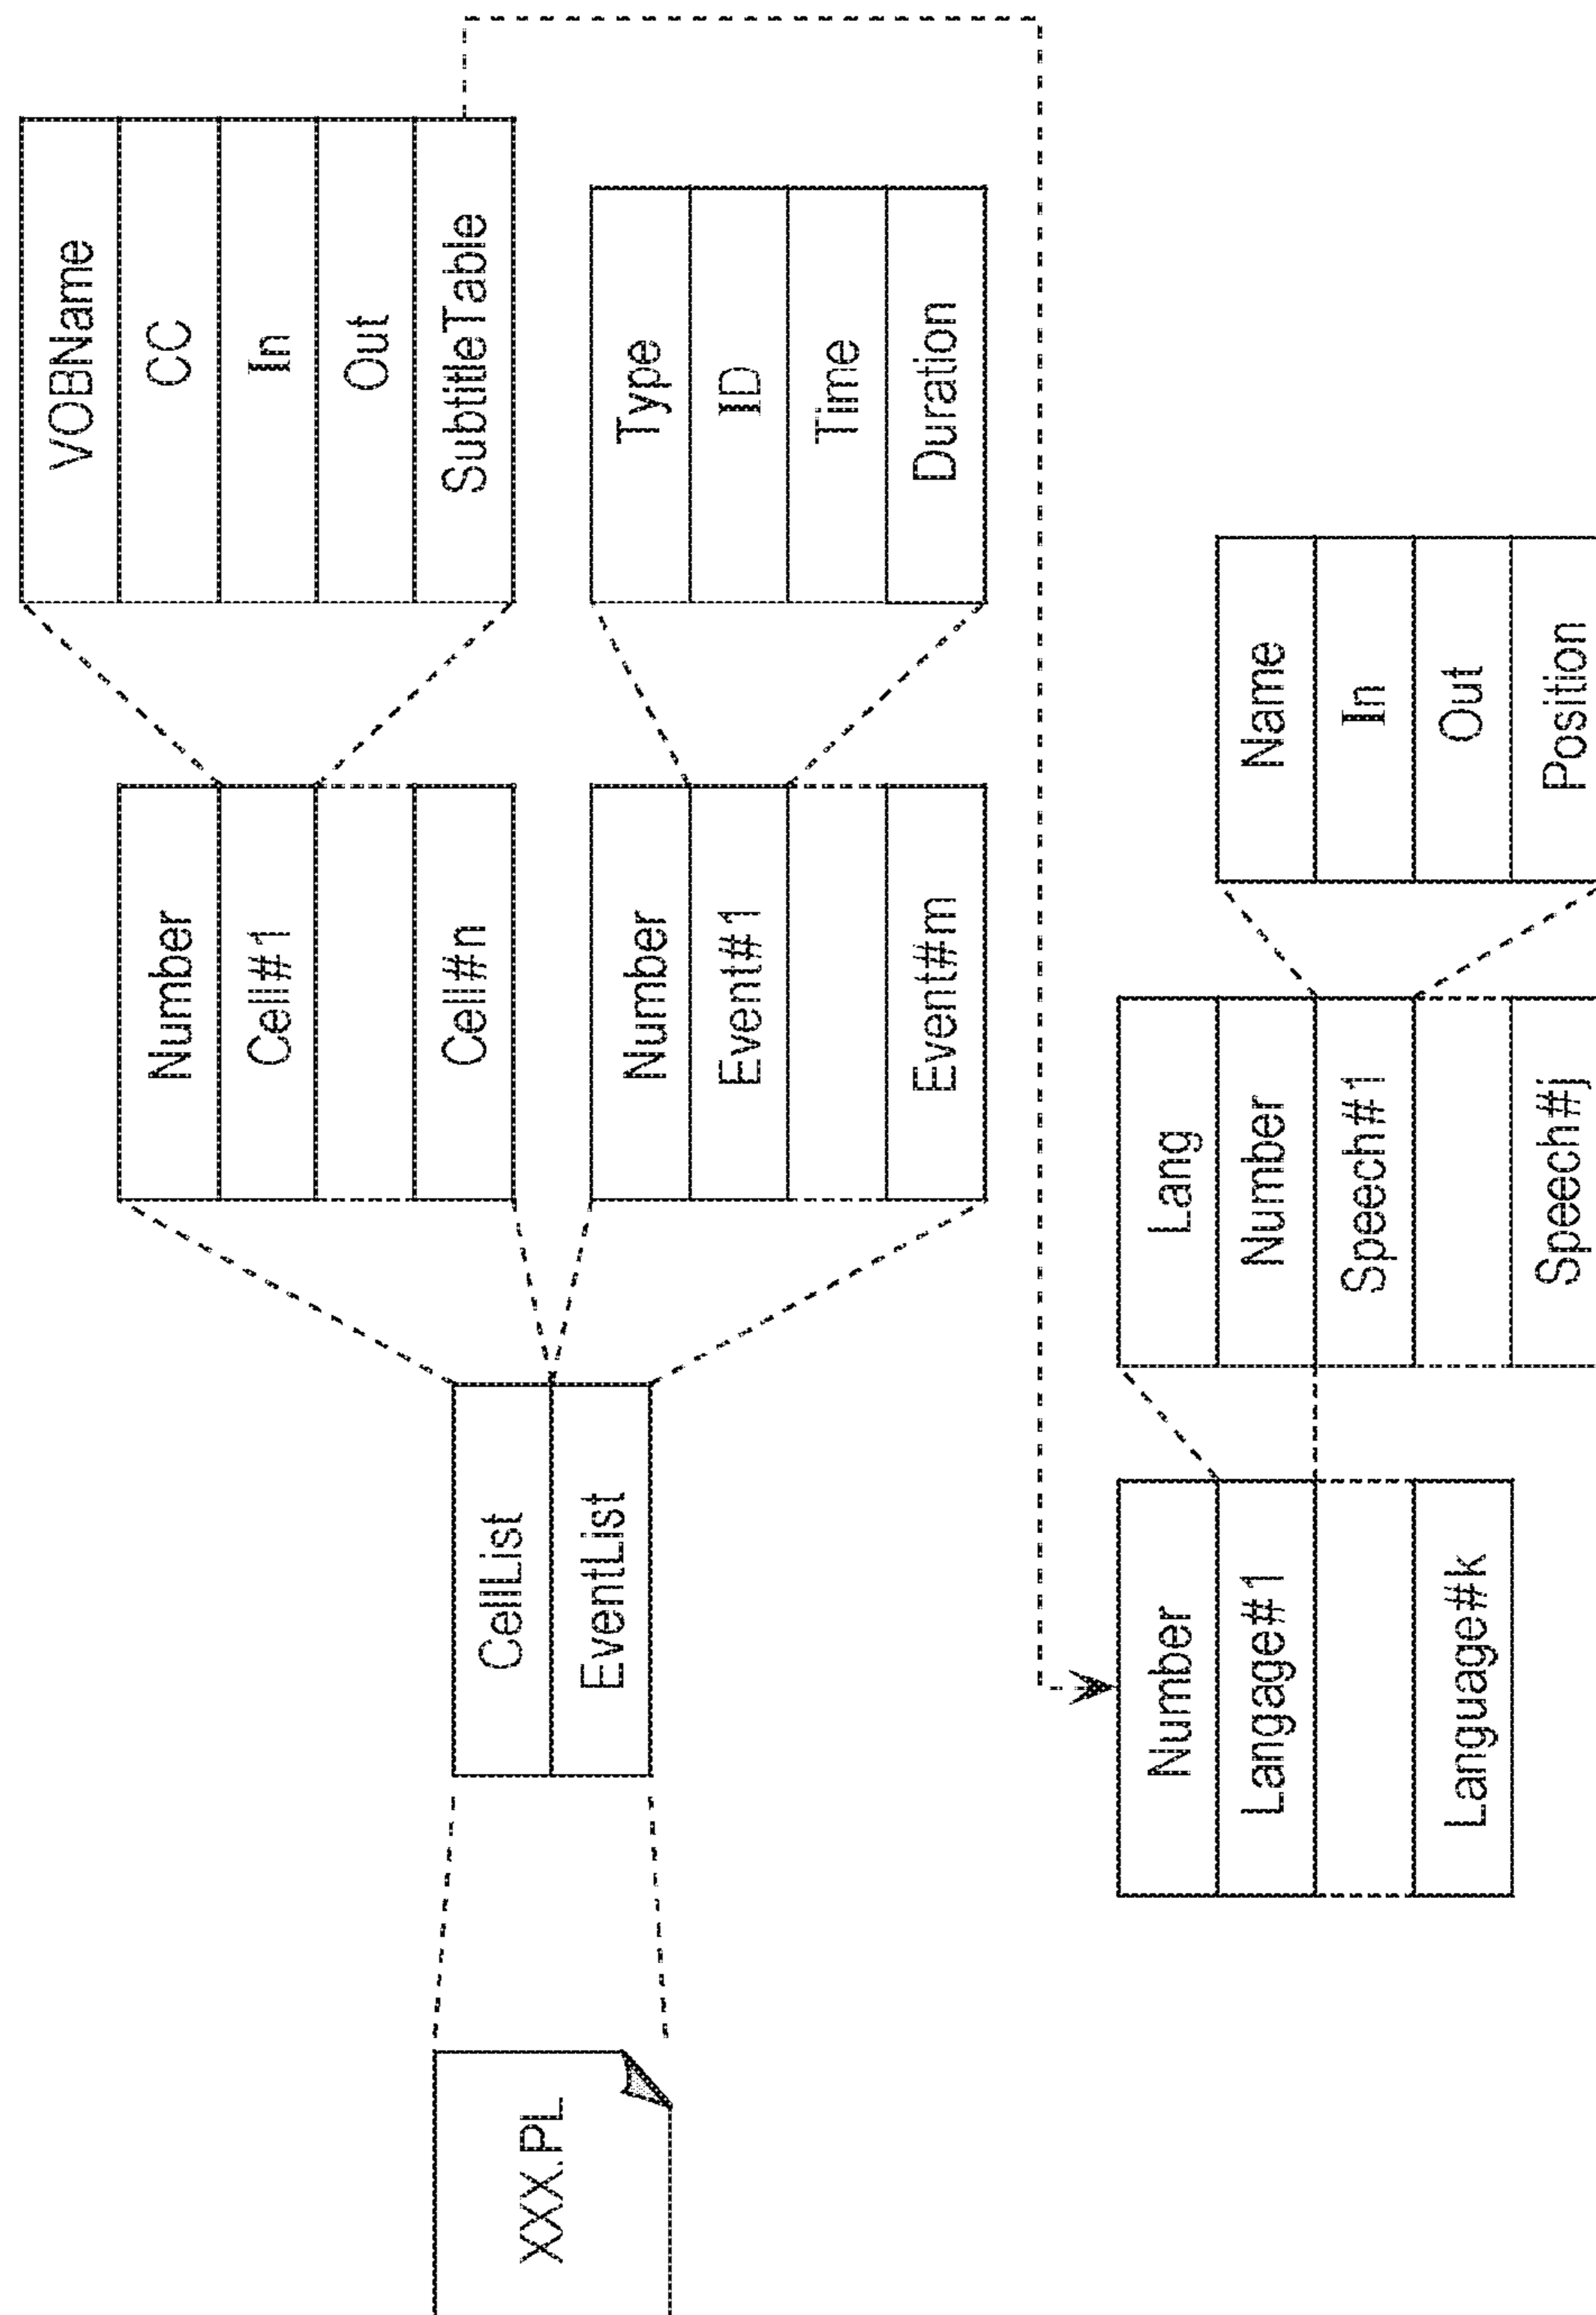 XXX.PL
CellList
EventList
Number
Cell#1
Cell#n
VOBName
CC
In
Out
SubtitleTable
Number
Event#1
Event#m
Type
ID
Time
Duration
Number
Langage#1
Language#k
Lang
Number
Speech#1
Speech#j
Name
In
Out
Position